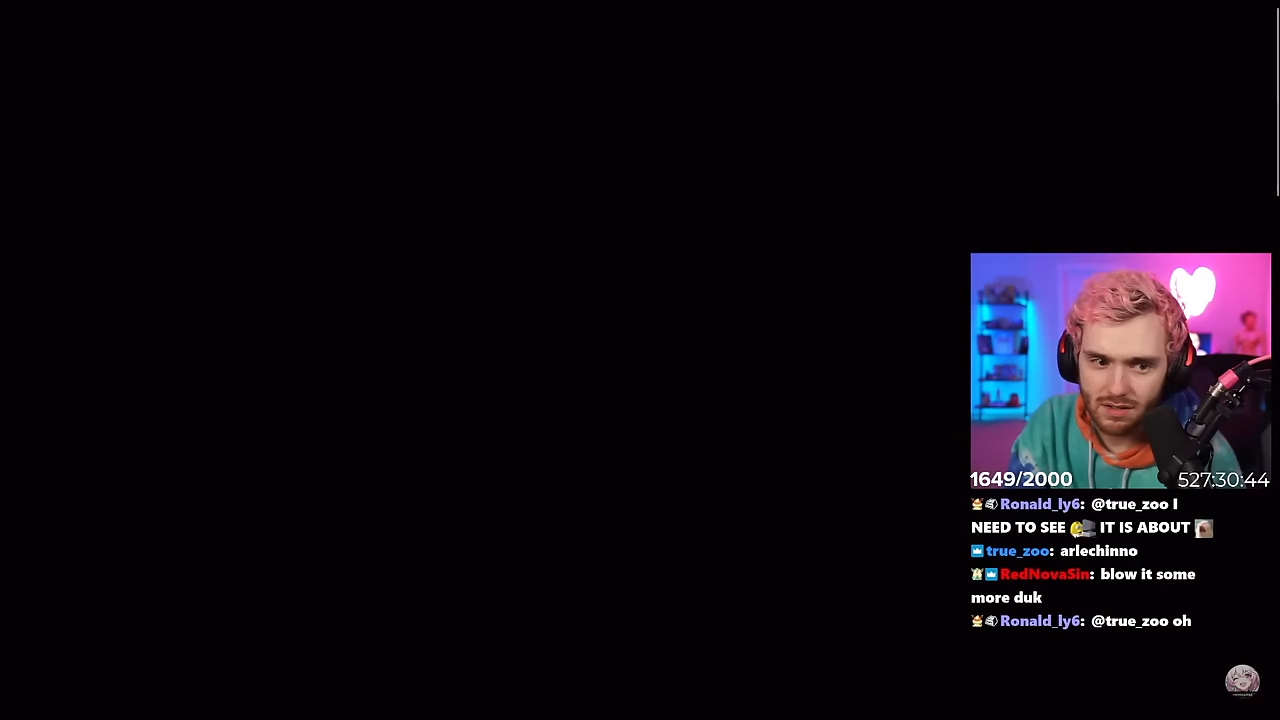 1649/2000
527:30:44
Ronald_ly6: @true_zoo I
NEED TO SEE IT IS ABOUT
true_zoo: arlechinno
RedNovaSin: blow it some
more duk
Ronald_ly6: @true_zoo oh